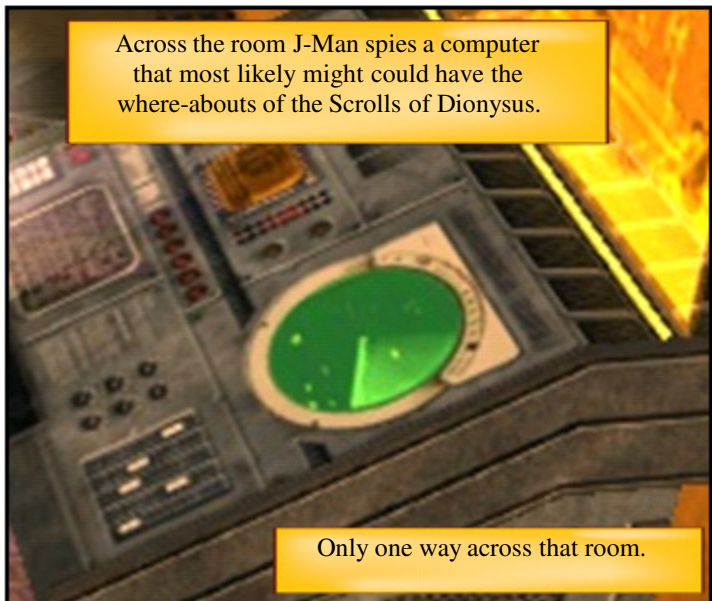 Across the room J-Man spies a computer
that most likely might could have the
where-abouts of the Scrolls of Dionysus.
Only one way across that room.